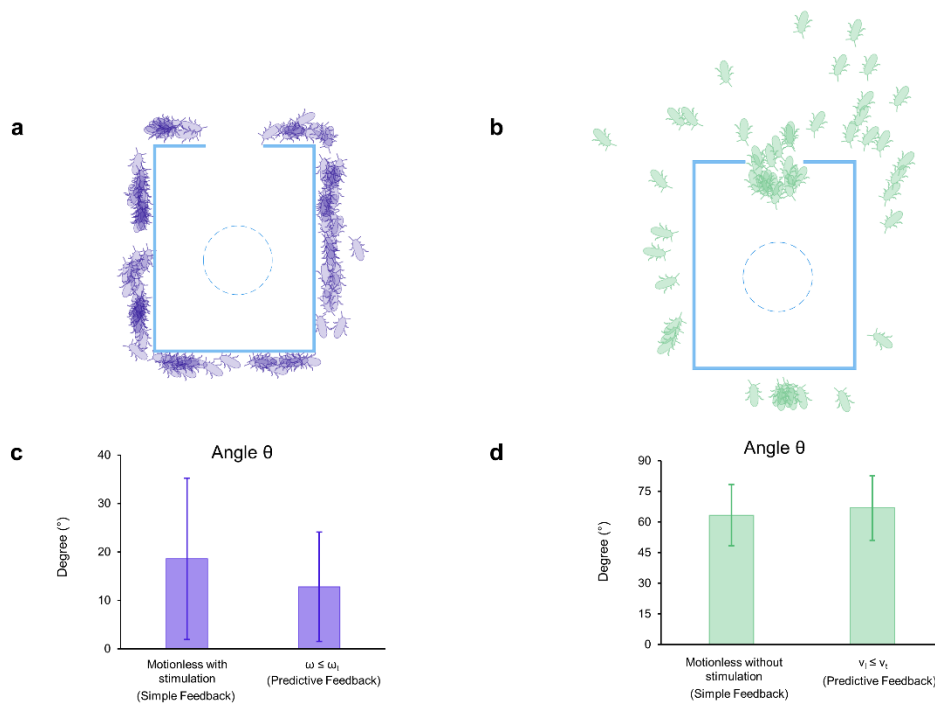 a
b
c
Angle θ
Degree (°)
40
30
20
10
0
Motionless with
stimulation
(Simple Feedback)
ω ≤ ωt
(Predictive Feedback)
d
Angle θ
Degree (°)
90
75
60
45
30
15
0
Motionless without
stimulation
(Simple Feedback)
vl ≤ vt
(Predictive Feedback)